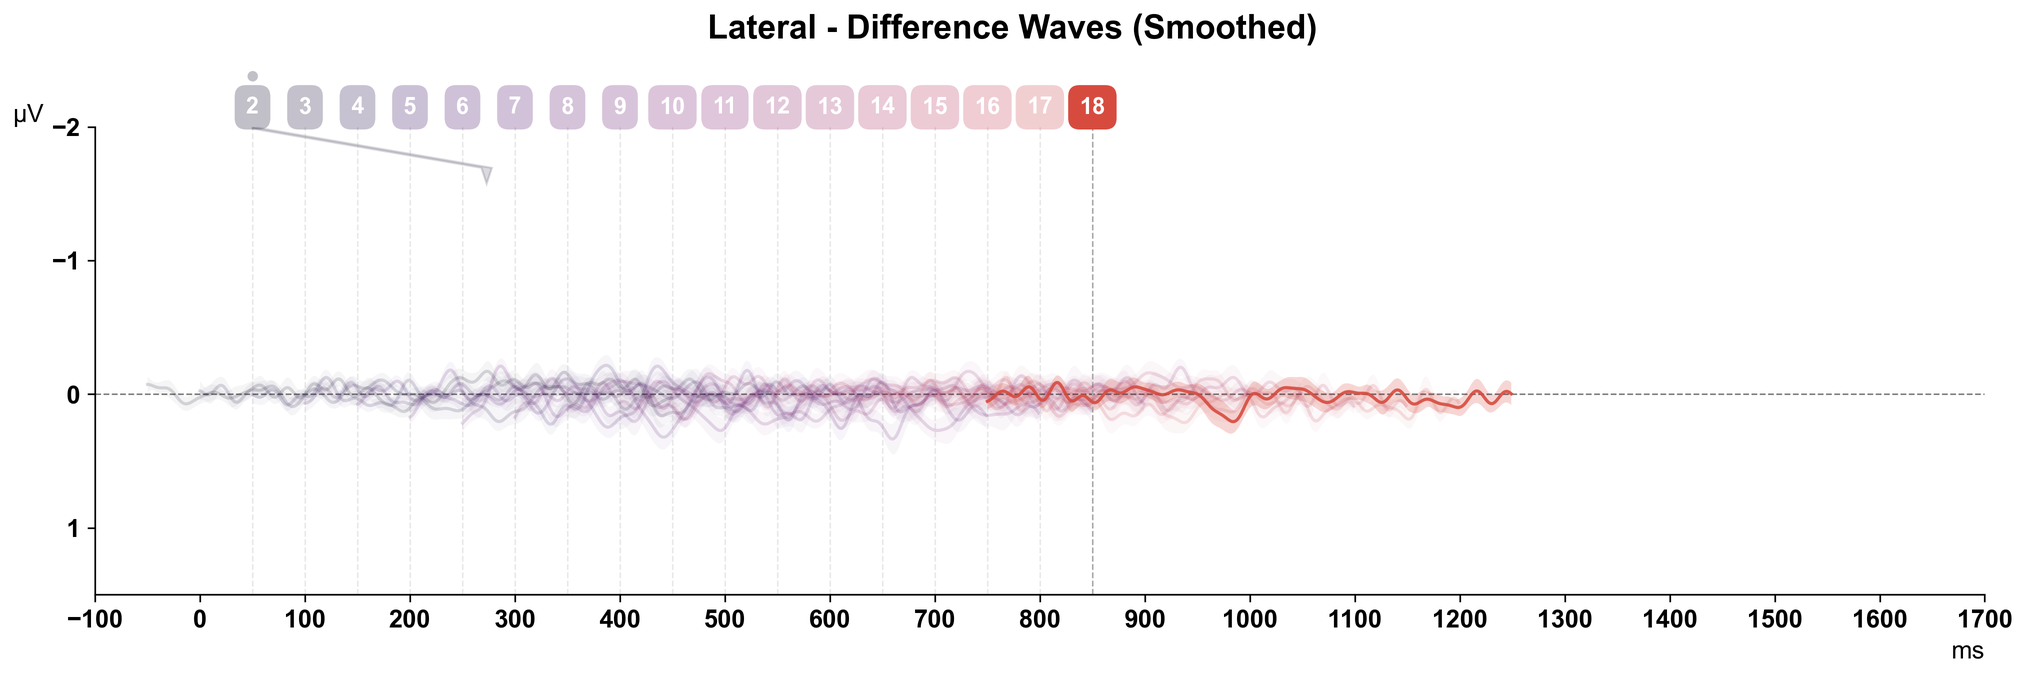 Lateral - Difference Waves (Smoothed)
2 3 4 5 6 7 8 9 10 11 12 13 14 15 16 17 18
µV
−2
−1
0
1
−100 0 100 200 300 400 500 600 700 800 900 1000 1100 1200 1300 1400 1500 1600 1700
ms